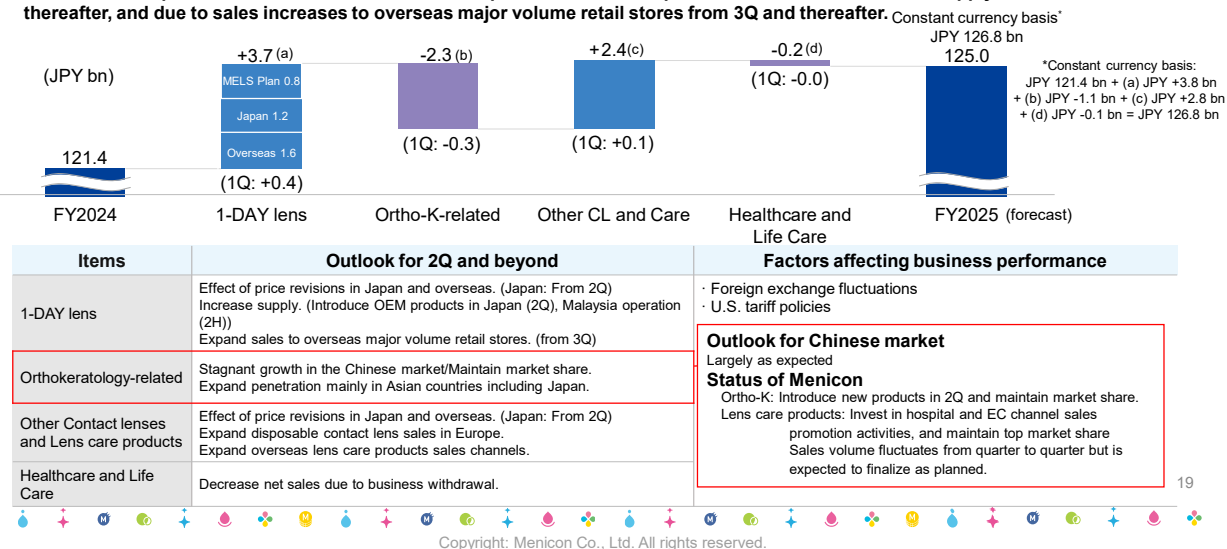 thereafter, and due to sales increases to overseas major volume retail stores from 3Q and thereafter.
Constant currency basis*
JPY 126.8 bn
(JPY bn)
+3.7 (a)
-2.3 (b)
+2.4(c)
-0.2 (d)
125.0
*Constant currency basis:
JPY 121.4 bn + (a) JPY +3.8 bn
+ (b) JPY -1.1 bn + (c) JPY +2.8 bn
+ (d) JPY -0.1 bn = JPY 126.8 bn
MELS Plan 0.8
Japan 1.2
Overseas 1.6
121.4
(1Q: +0.4)
(1Q: -0.3)
(1Q: +0.1)
(1Q: -0.0)
FY2024
1-DAY lens
Ortho-K-related
Other CL and Care
Healthcare and
Life Care
FY2025 (forecast)
Items
Outlook for 2Q and beyond
Factors affecting business performance
1-DAY lens
Effect of price revisions in Japan and overseas. (Japan: From 2Q)
Increase supply. (Introduce OEM products in Japan (2Q), Malaysia operation
(2H))
Expand sales to overseas major volume retail stores. (from 3Q)
· Foreign exchange fluctuations
· U.S. tariff policies
Orthokeratology-related
Stagnant growth in the Chinese market/Maintain market share.
Expand penetration mainly in Asian countries including Japan.
Other Contact lenses
and Lens care products
Effect of price revisions in Japan and overseas. (Japan: From 2Q)
Expand disposable contact lens sales in Europe.
Expand overseas lens care products sales channels.
Healthcare and Life
Care
Decrease net sales due to business withdrawal.
Outlook for Chinese market
Largely as expected
Status of Menicon
Ortho-K: Introduce new products in 2Q and maintain market share.
Lens care products: Invest in hospital and EC channel sales
promotion activities, and maintain top market share
Sales volume fluctuates from quarter to quarter but is
expected to finalize as planned.
19
Copyright: Menicon Co., Ltd. All rights reserved.